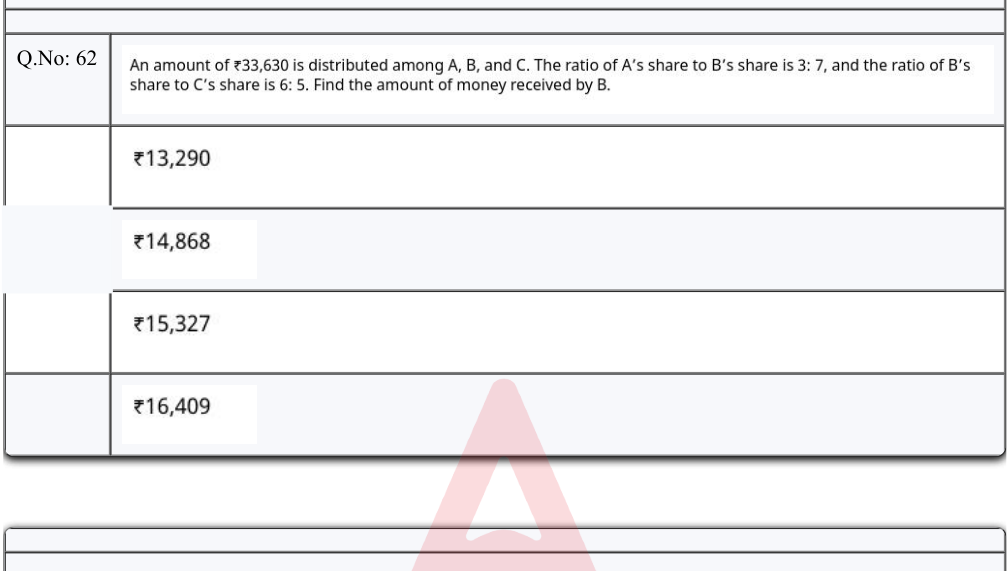 Q.No: 62
An amount of ₹33,630 is distributed among A, B, and C. The ratio of A’s share to B’s share is 3: 7, and the ratio of B’s
share to C’s share is 6: 5. Find the amount of money received by B.
₹13,290
₹14,868
₹15,327
₹16,409